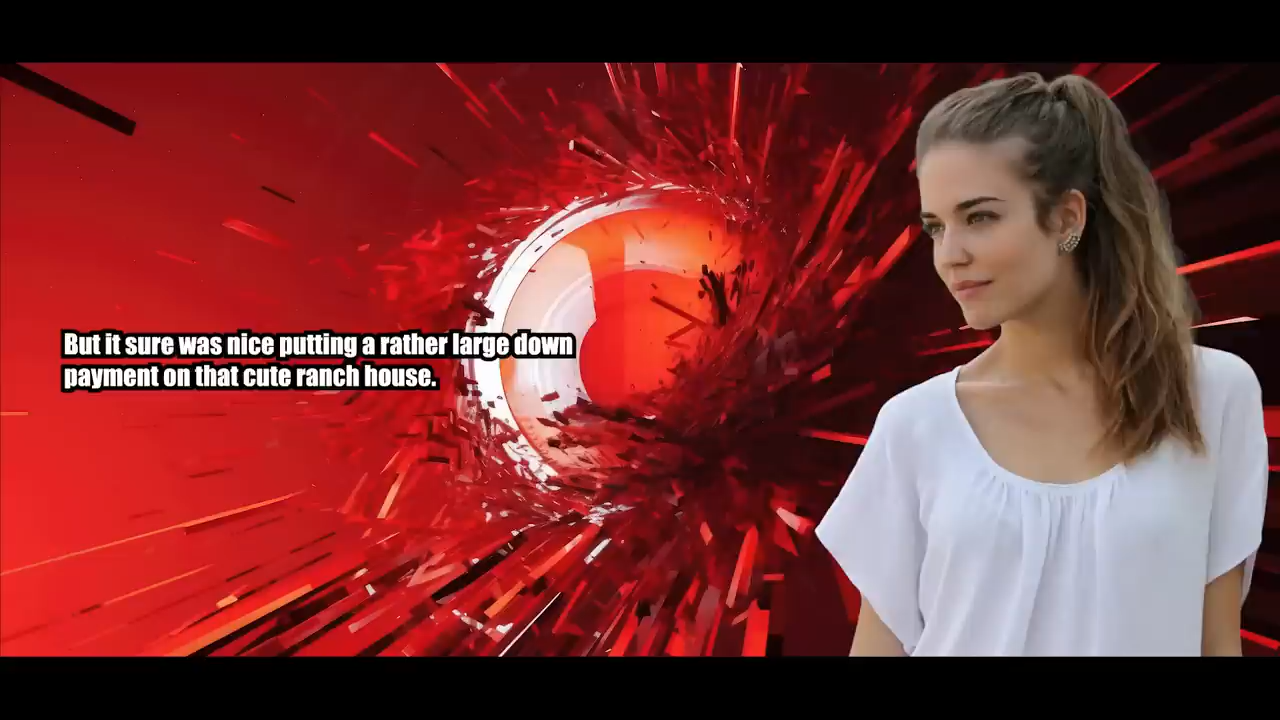 But it sure was nice putting a rather large down
payment on that cute ranch house.